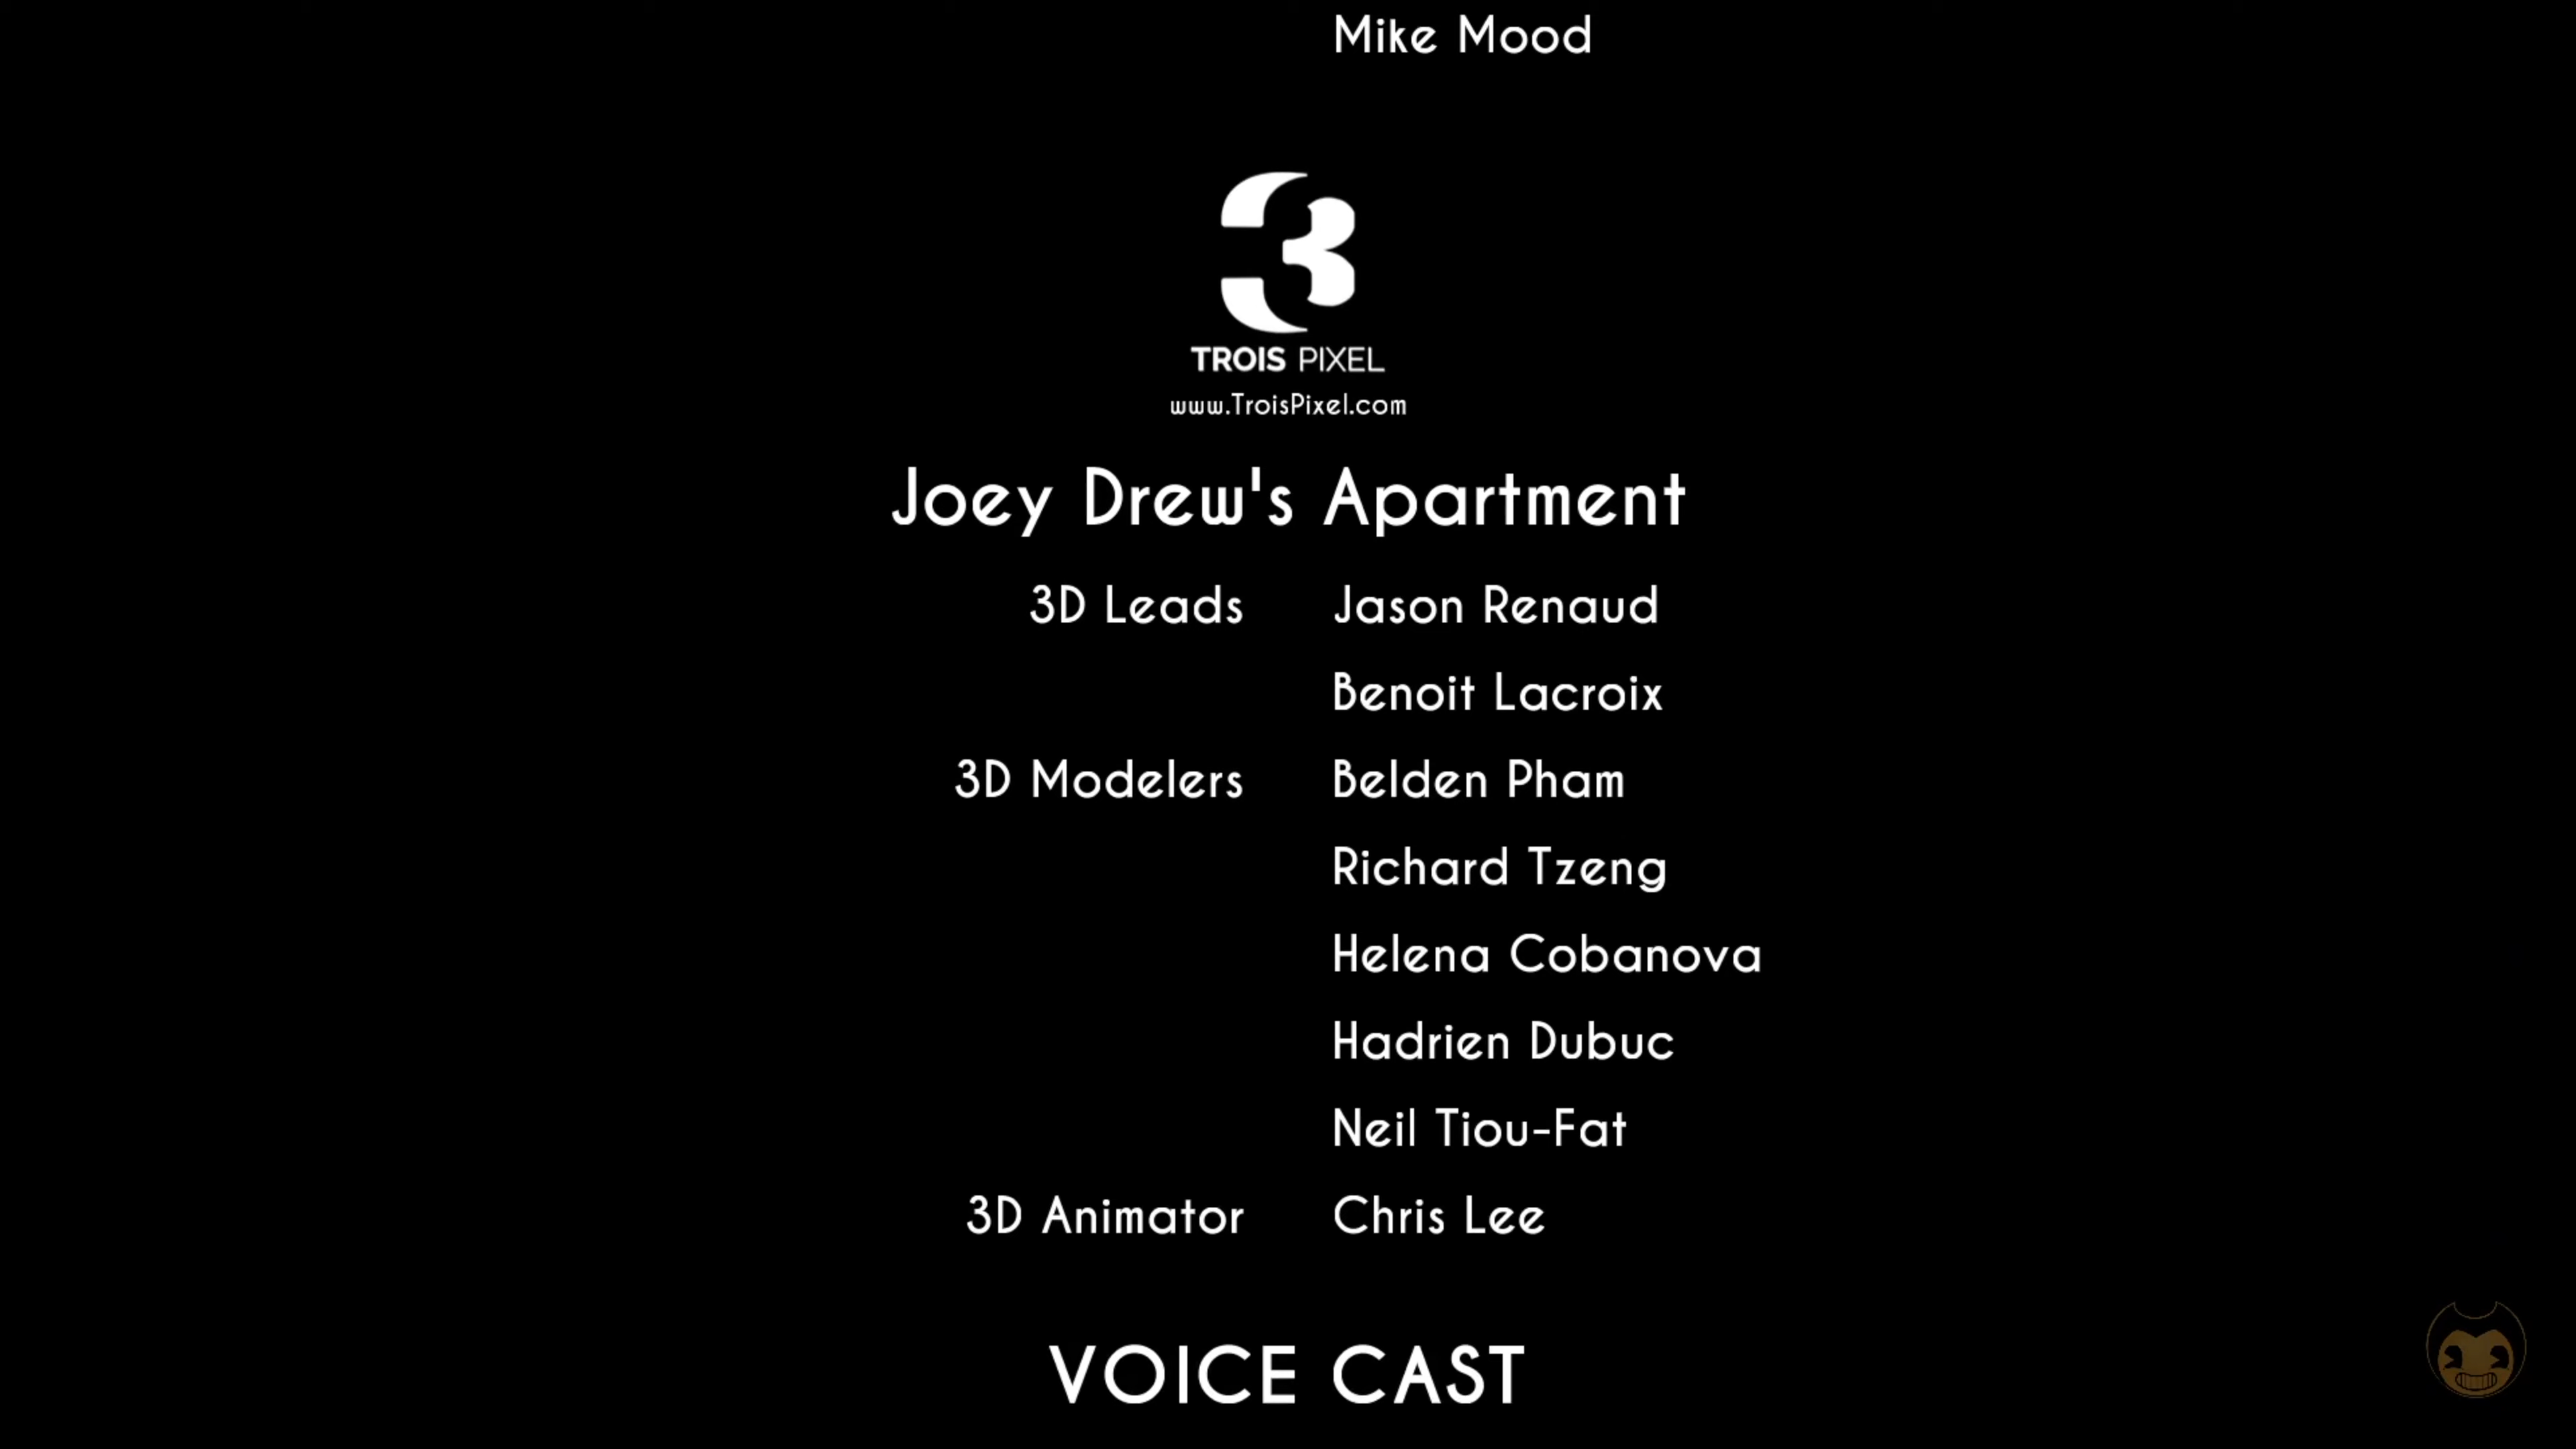 Mike Mood
3
TROIS PIXEL
www.TroisPixel.com
Joey Drew's Apartment
3D Leads Jason Renaud
Benoit Lacroix
3D Modelers Belden Pham
Richard Tzeng
Helena Cobanova
Hadrien Dubuc
Neil Tiou-Fat
3D Animator Chris Lee
VOICE CAST